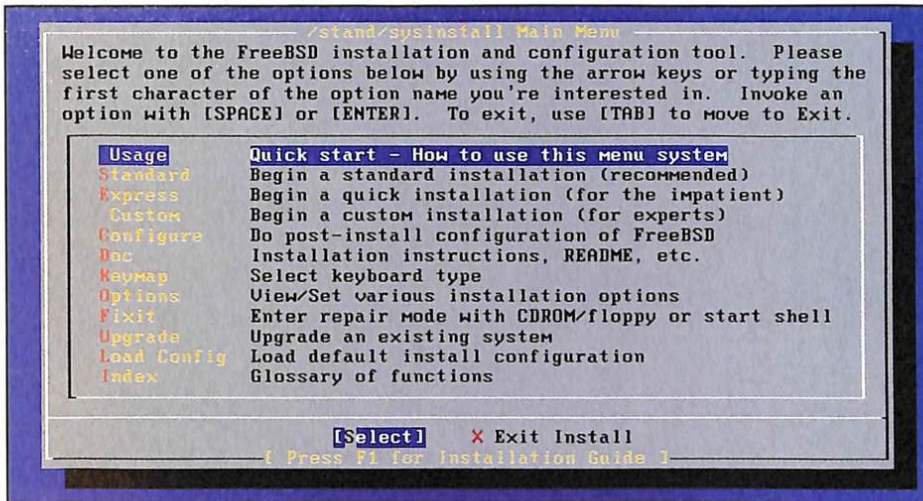 /stand/sysinstall Main Menu
Welcome to the FreeBSD installation and configuration tool.  Please
select one of the options below by using the arrow keys or typing the
first character of the option name you're interested in.  Invoke an
option with [SPACE] or [ENTER].  To exit, use [TAB] to move to Exit.
Usage Quick start - How to use this menu system
Standard Begin a standard installation (recommended)
Express Begin a quick installation (for the impatient)
Custom Begin a custom installation (for experts)
Configure Do post-install configuration of FreeBSD
Doc Installation instructions, README, etc.
Keymap Select keyboard type
Options View/Set various installation options
Fixit Enter repair mode with CDROM/floppy or start shell
Upgrade Upgrade an existing system
Load Config Load default install configuration
Index Glossary of functions
[Select] X Exit Install
[ Press F1 for Installation Guide ]